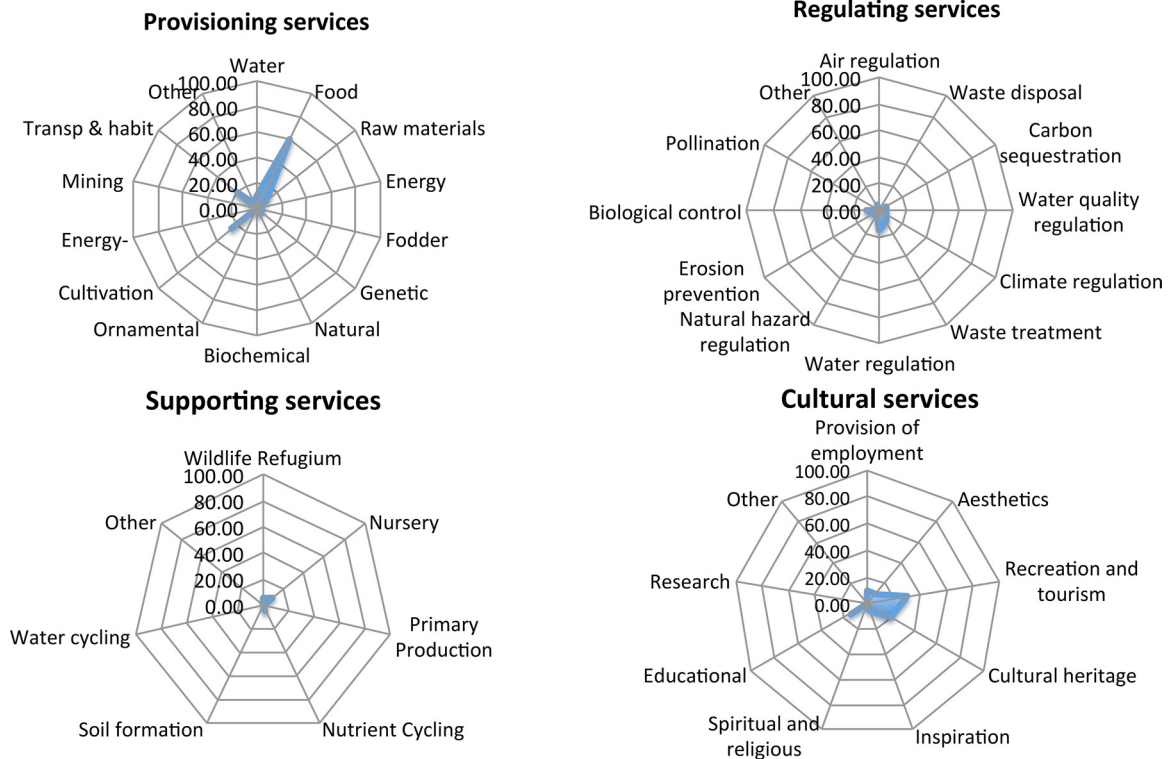 Provisioning services
Water
100.00
80.00
60.00
40.00
20.00
0.00
Food
Raw materials
Energy
Fodder
Genetic
Natural
Biochemical
Ornamental
Cultivation
Energy-
Mining
Transp & habit
Other
Regulating services
Air regulation
100.00
80.00
60.00
40.00
20.00
0.00
Waste disposal
Carbon
sequestration
Water quality
regulation
Climate regulation
Waste treatment
Water regulation
Natural hazard
regulation
Erosion
prevention
Biological control
Pollination
Other
Supporting services
Wildlife Refugium
100.00
80.00
60.00
40.00
20.00
0.00
Nursery
Primary
Production
Nutrient Cycling
Soil formation
Water cycling
Other
Cultural services
Provision of
employment
100.00
80.00
60.00
40.00
20.00
0.00
Aesthetics
Recreation and
tourism
Cultural heritage
Inspiration
Spiritual and
religious
Educational
Research
Other